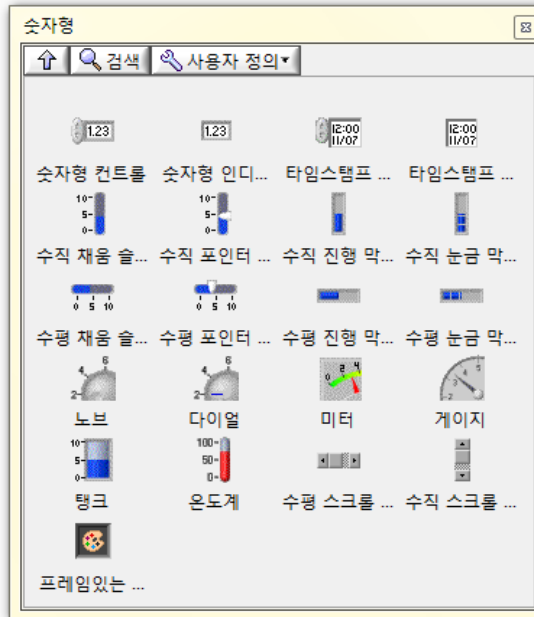 숫자형
검색 사용자 정의
1.23 1.23 12:00 12:00
11/07 11/07
숫자형 컨트롤 숫자형 인디... 타임스탬프 ... 타임스탬프 ...
10- 10-
5- 5-
0- 0-
수직 채움 슬... 수직 포인터 ... 수직 진행 막... 수직 눈금 막...
0 5 10 0 5 10
수평 채움 슬... 수평 포인터 ... 수평 진행 막... 수평 눈금 막...
2 4 6 2 4 6 0 2 4 2 3 4 5
노브 다이얼 미터 게이지
10- 100-
5- 50-
0- 0-
탱크 온도계 수평 스크롤 ... 수직 스크롤 ...
프레임있는 ...